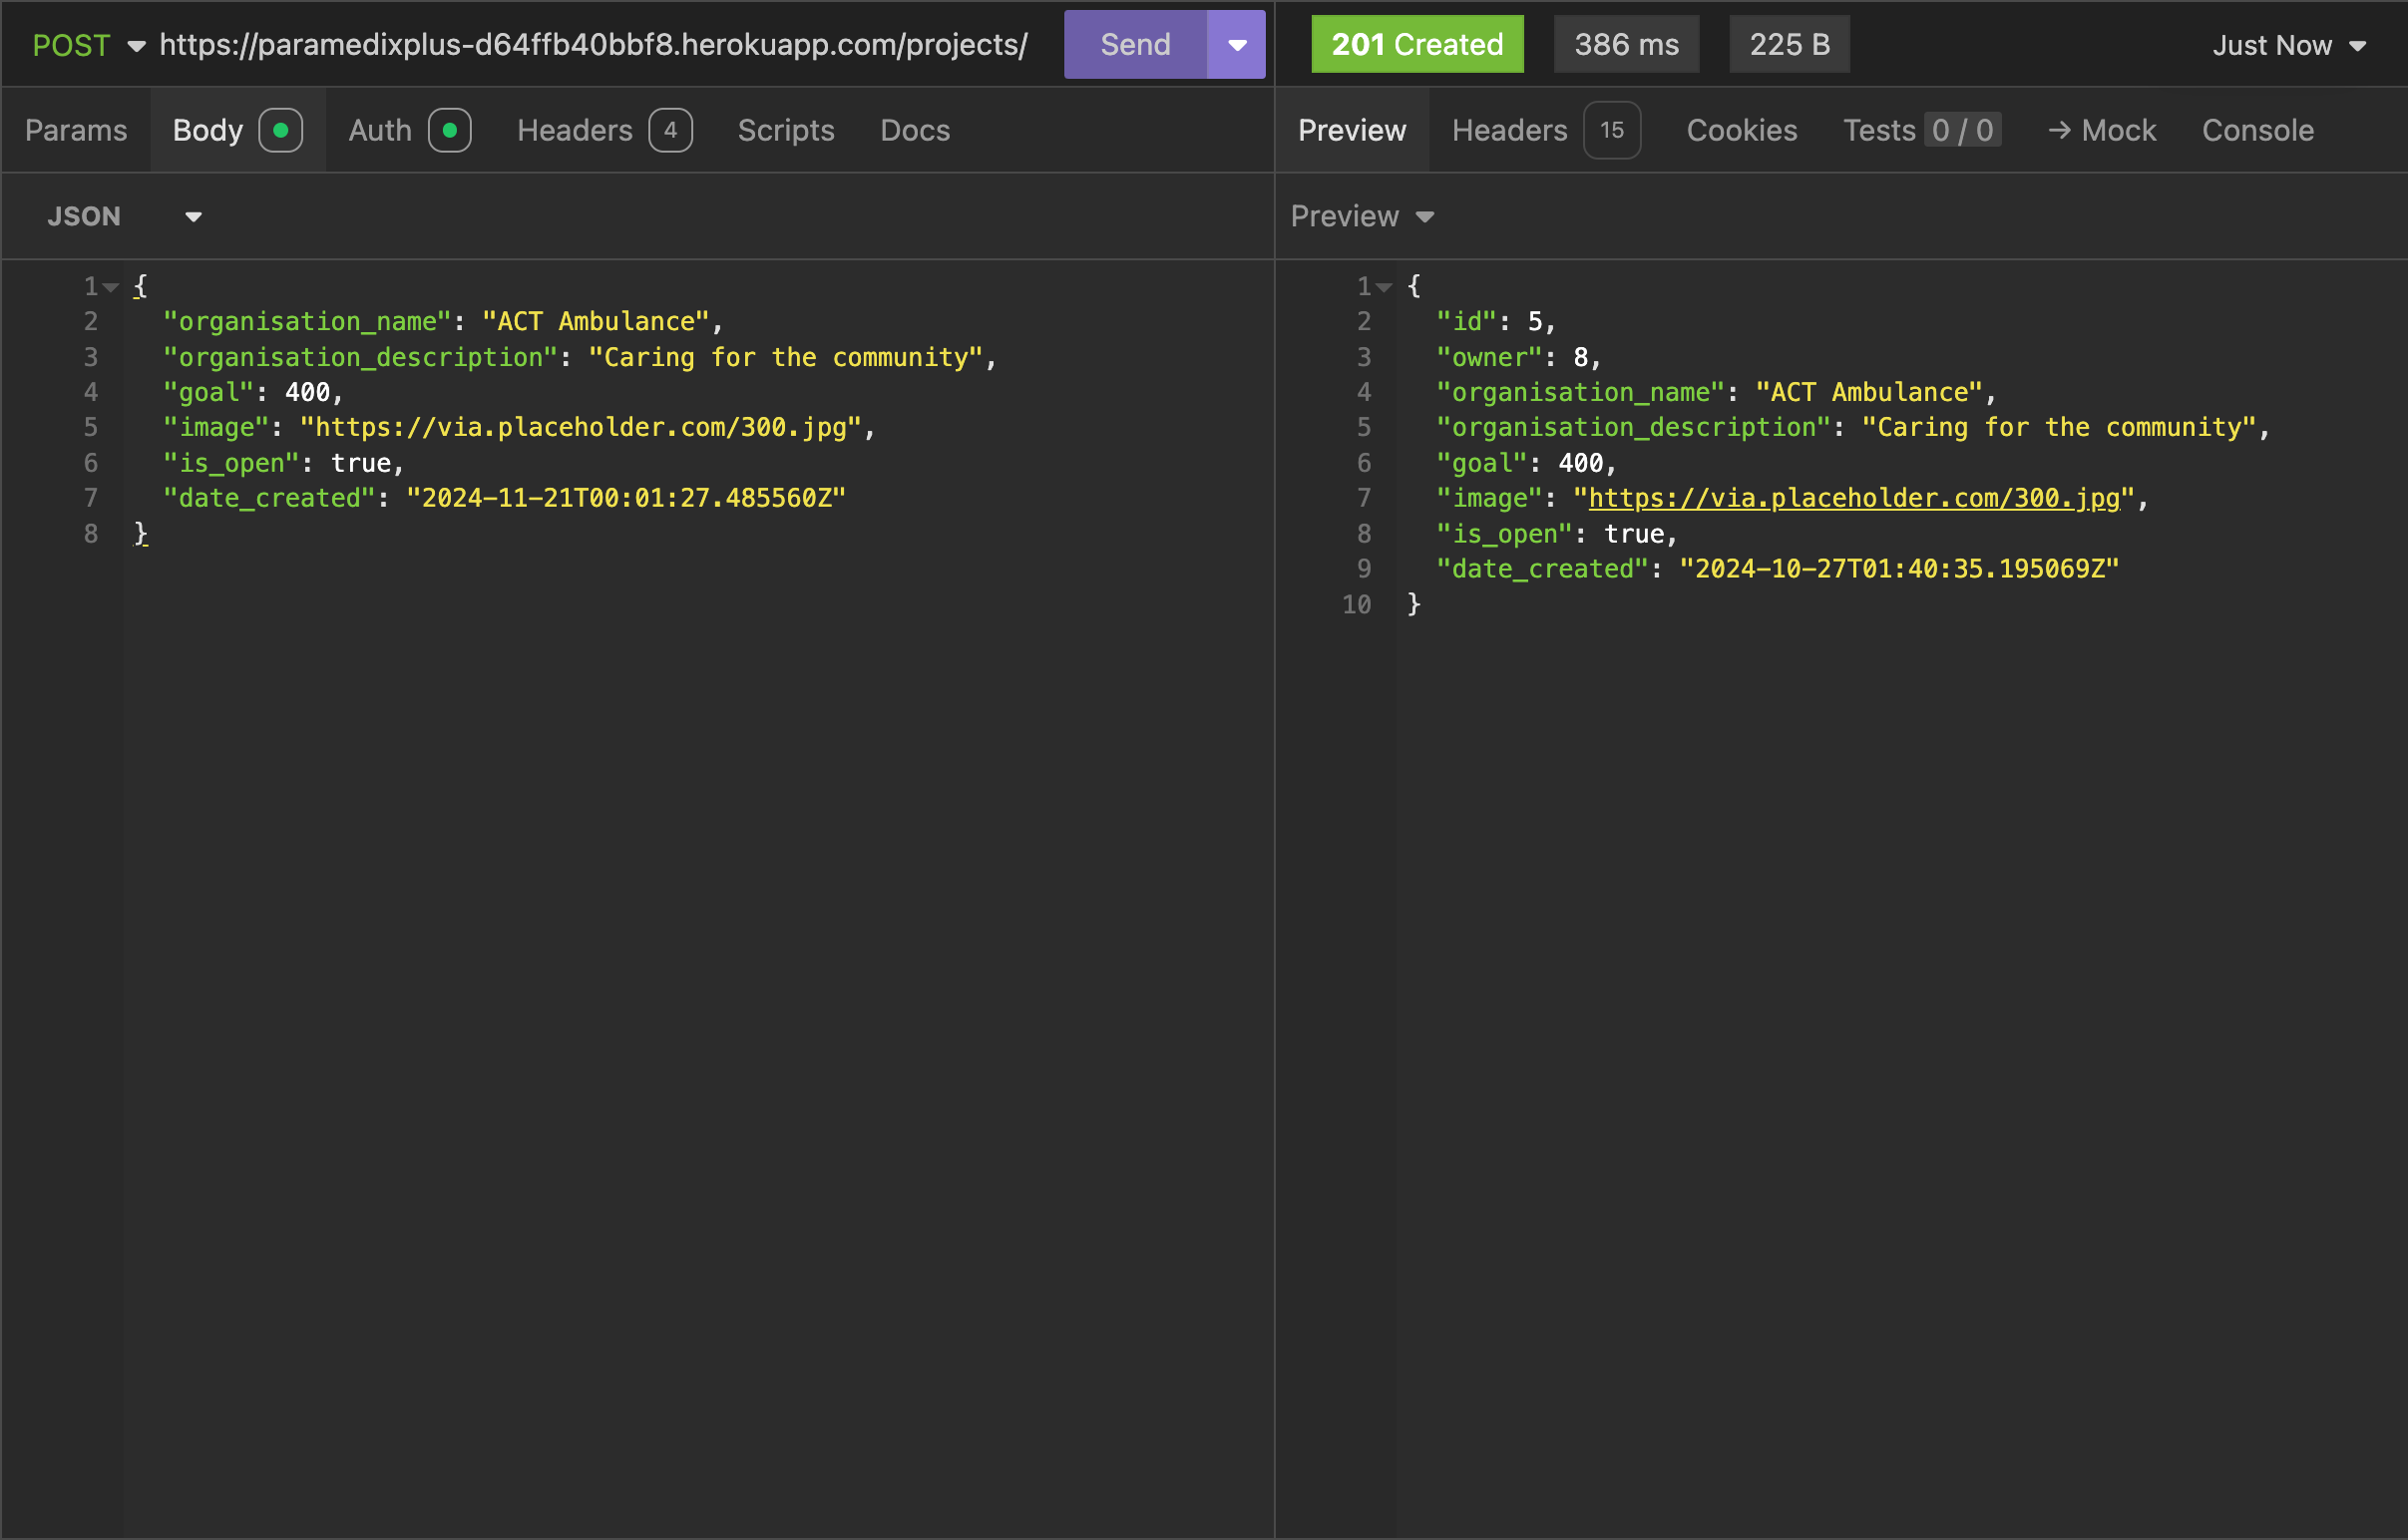 POST https://paramedixplus-d64ffb40bbf8.herokuapp.com/projects/ Send
201 Created 386 ms 225 B Just Now
Params Body Auth Headers 4 Scripts Docs
Preview Headers 15 Cookies Tests 0 / 0 → Mock Console
JSON
Preview
1 {
2 "organisation_name": "ACT Ambulance",
3 "organisation_description": "Caring for the community",
4 "goal": 400,
5 "image": "https://via.placeholder.com/300.jpg",
6 "is_open": true,
7 "date_created": "2024-11-21T00:01:27.485560Z"
8 }
1 {
2 "id": 5,
3 "owner": 8,
4 "organisation_name": "ACT Ambulance",
5 "organisation_description": "Caring for the community",
6 "goal": 400,
7 "image": "https://via.placeholder.com/300.jpg",
8 "is_open": true,
9 "date_created": "2024-10-27T01:40:35.195069Z"
10 }